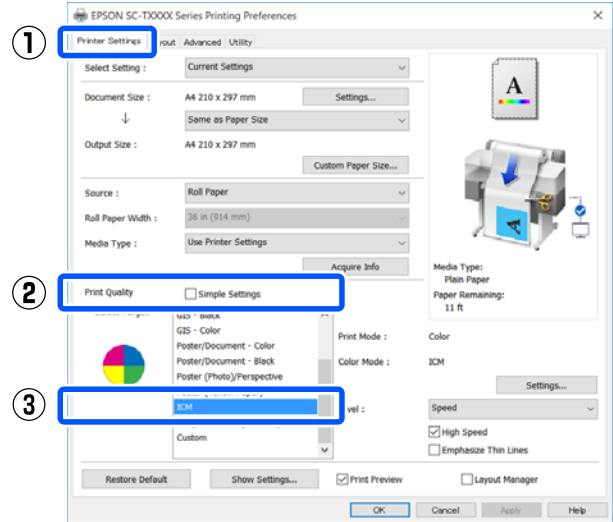 EPSON SC-TXXXX Series Printing Preferences
1
Printer Settings yout Advanced Utility
Select Setting : Current Settings
Document Size : A4 210 x 297 mm Settings...
Same as Paper Size
Output Size : A4 210 x 297 mm
Custom Paper Size...
Source : Roll Paper
Roll Paper Width : 36 in (914 mm)
Media Type : Use Printer Settings
Acquire Info
A
Media Type:
Plain Paper
Paper Remaining:
11 ft
2
Print Quality Simple Settings
GIS - Black
GIS - Color
Poster/Document - Color
Poster/Document - Black
Poster (Photo)/Perspective
3
ICM
Custom
Print Mode : Color
Color Mode : ICM
Settings...
vel : Speed
High Speed
Emphasize Thin Lines
Restore Default Show Settings... Print Preview Layout Manager
OK Cancel Apply Help